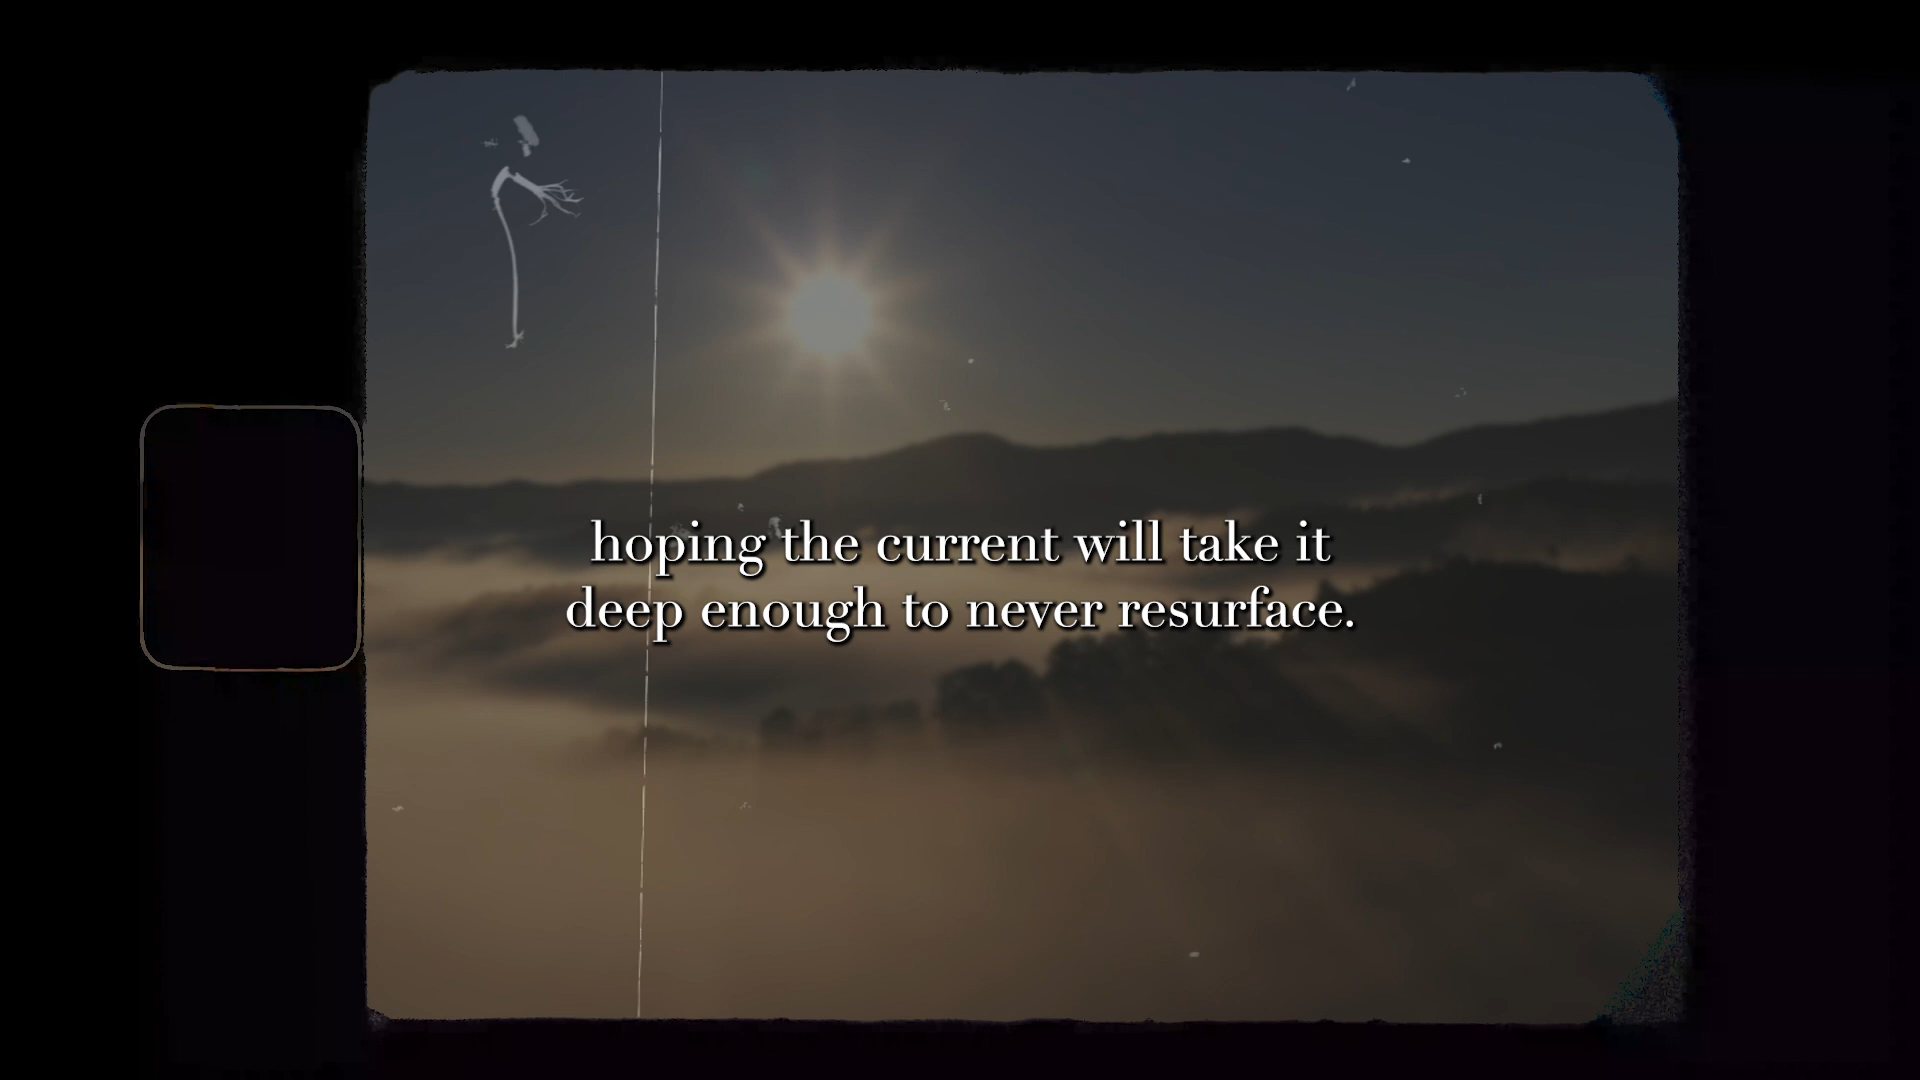 hoping the current will take it
deep enough to never resurface.